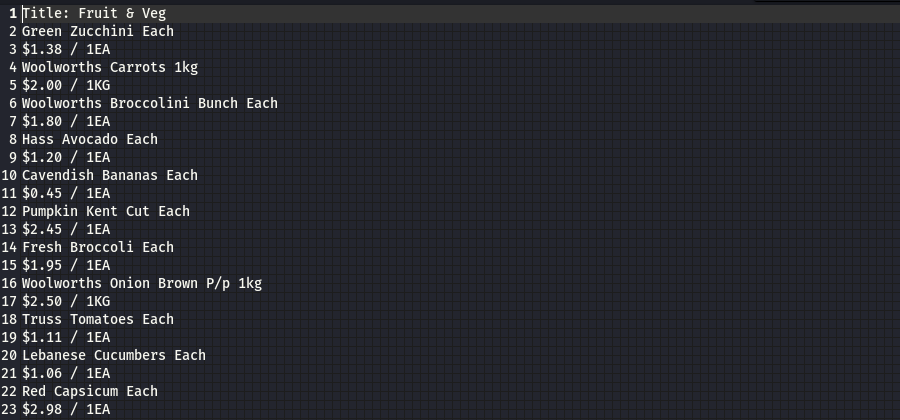 1 Title: Fruit & Veg
2 Green Zucchini Each
3 $1.38 / 1EA
4 Woolworths Carrots 1kg
5 $2.00 / 1KG
6 Woolworths Broccolini Bunch Each
7 $1.80 / 1EA
8 Hass Avocado Each
9 $1.20 / 1EA
10 Cavendish Bananas Each
11 $0.45 / 1EA
12 Pumpkin Kent Cut Each
13 $2.45 / 1EA
14 Fresh Broccoli Each
15 $1.95 / 1EA
16 Woolworths Onion Brown P/p 1kg
17 $2.50 / 1KG
18 Truss Tomatoes Each
19 $1.11 / 1EA
20 Lebanese Cucumbers Each
21 $1.06 / 1EA
22 Red Capsicum Each
23 $2.98 / 1EA